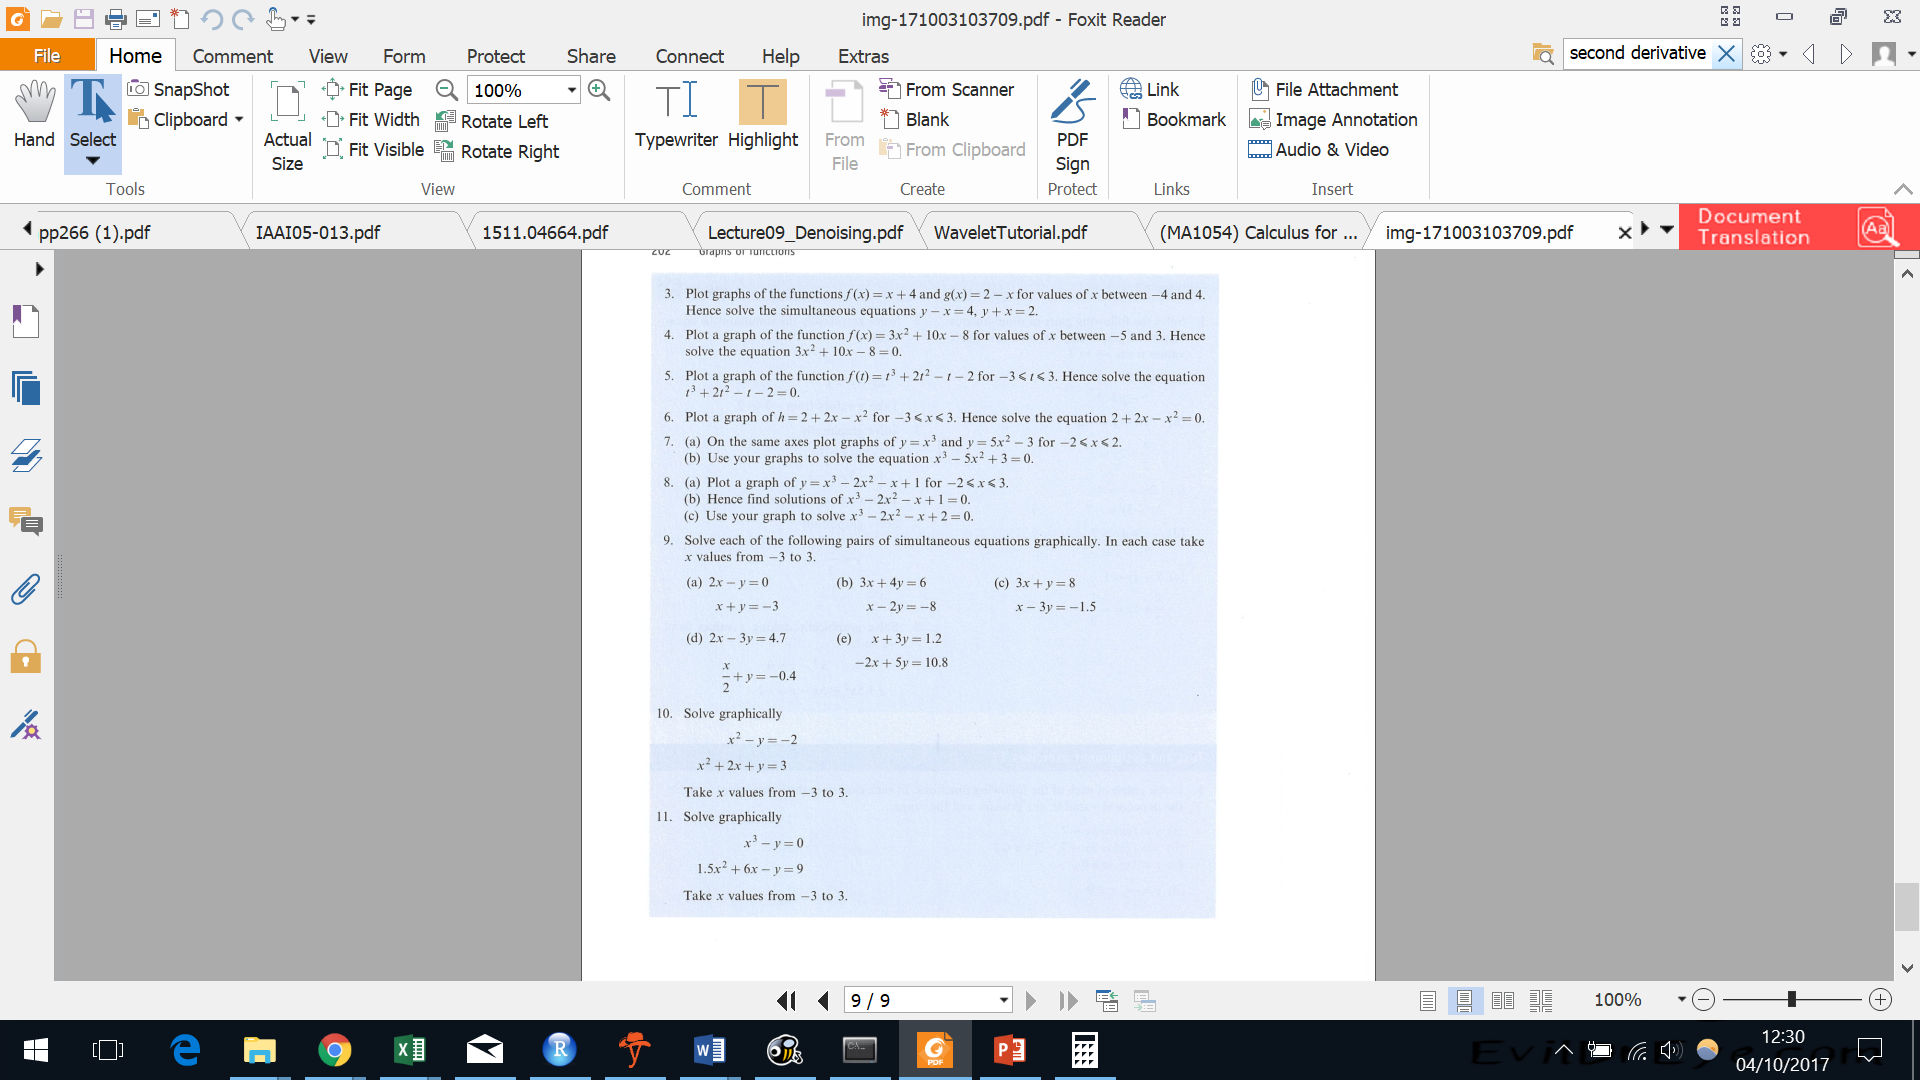 img-171003103709.pdf - Foxit Reader
File Home Comment View Form Protect Share Connect Help Extras
second derivative
Hand
Select
SnapShot
Clipboard
Tools
Actual Size
Fit Page
Fit Width
Fit Visible
100%
Rotate Left
Rotate Right
View
Typewriter
Highlight
Comment
From File
From Scanner
Blank
From Clipboard
Create
PDF Sign
Protect
Link
Bookmark
Links
File Attachment
Image Annotation
Audio & Video
Insert
pp266 (1).pdf
IAAI05-013.pdf
1511.04664.pdf
Lecture09_Denoising.pdf
WaveletTutorial.pdf
(MA1054) Calculus for ...
img-171003103709.pdf
Document Translation
202 Graphs of functions
3. Plot graphs of the functions f(x) = x + 4 and g(x) = 2 − x for values of x between −4 and 4.
Hence solve the simultaneous equations y − x = 4, y + x = 2.
4. Plot a graph of the function f(x) = 3x² + 10x − 8 for values of x between −5 and 3. Hence
solve the equation 3x² + 10x − 8 = 0.
5. Plot a graph of the function f(t) = t³ + 2t² − t − 2 for −3 ⩽ t ⩽ 3. Hence solve the equation
t³ + 2t² − t − 2 = 0.
6. Plot a graph of h = 2 + 2x − x² for −3 ⩽ x ⩽ 3. Hence solve the equation 2 + 2x − x² = 0.
7. (a) On the same axes plot graphs of y = x³ and y = 5x² − 3 for −2 ⩽ x ⩽ 2.
(b) Use your graphs to solve the equation x³ − 5x² + 3 = 0.
8. (a) Plot a graph of y = x³ − 2x² − x + 1 for −2 ⩽ x ⩽ 3.
(b) Hence find solutions of x³ − 2x² − x + 1 = 0.
(c) Use your graph to solve x³ − 2x² − x + 2 = 0.
9. Solve each of the following pairs of simultaneous equations graphically. In each case take
x values from −3 to 3.
(a) 2x − y = 0 (b) 3x + 4y = 6 (c) 3x + y = 8
x + y = −3 x − 2y = −8 x − 3y = −1.5
(d) 2x − 3y = 4.7 (e) x + 3y = 1.2
x/2 + y = −0.4 −2x + 5y = 10.8
10. Solve graphically
x² − y = −2
x² + 2x + y = 3
Take x values from −3 to 3.
11. Solve graphically
x³ − y = 0
1.5x² + 6x − y = 9
Take x values from −3 to 3.
9 / 9
100%
12:30
04/10/2017